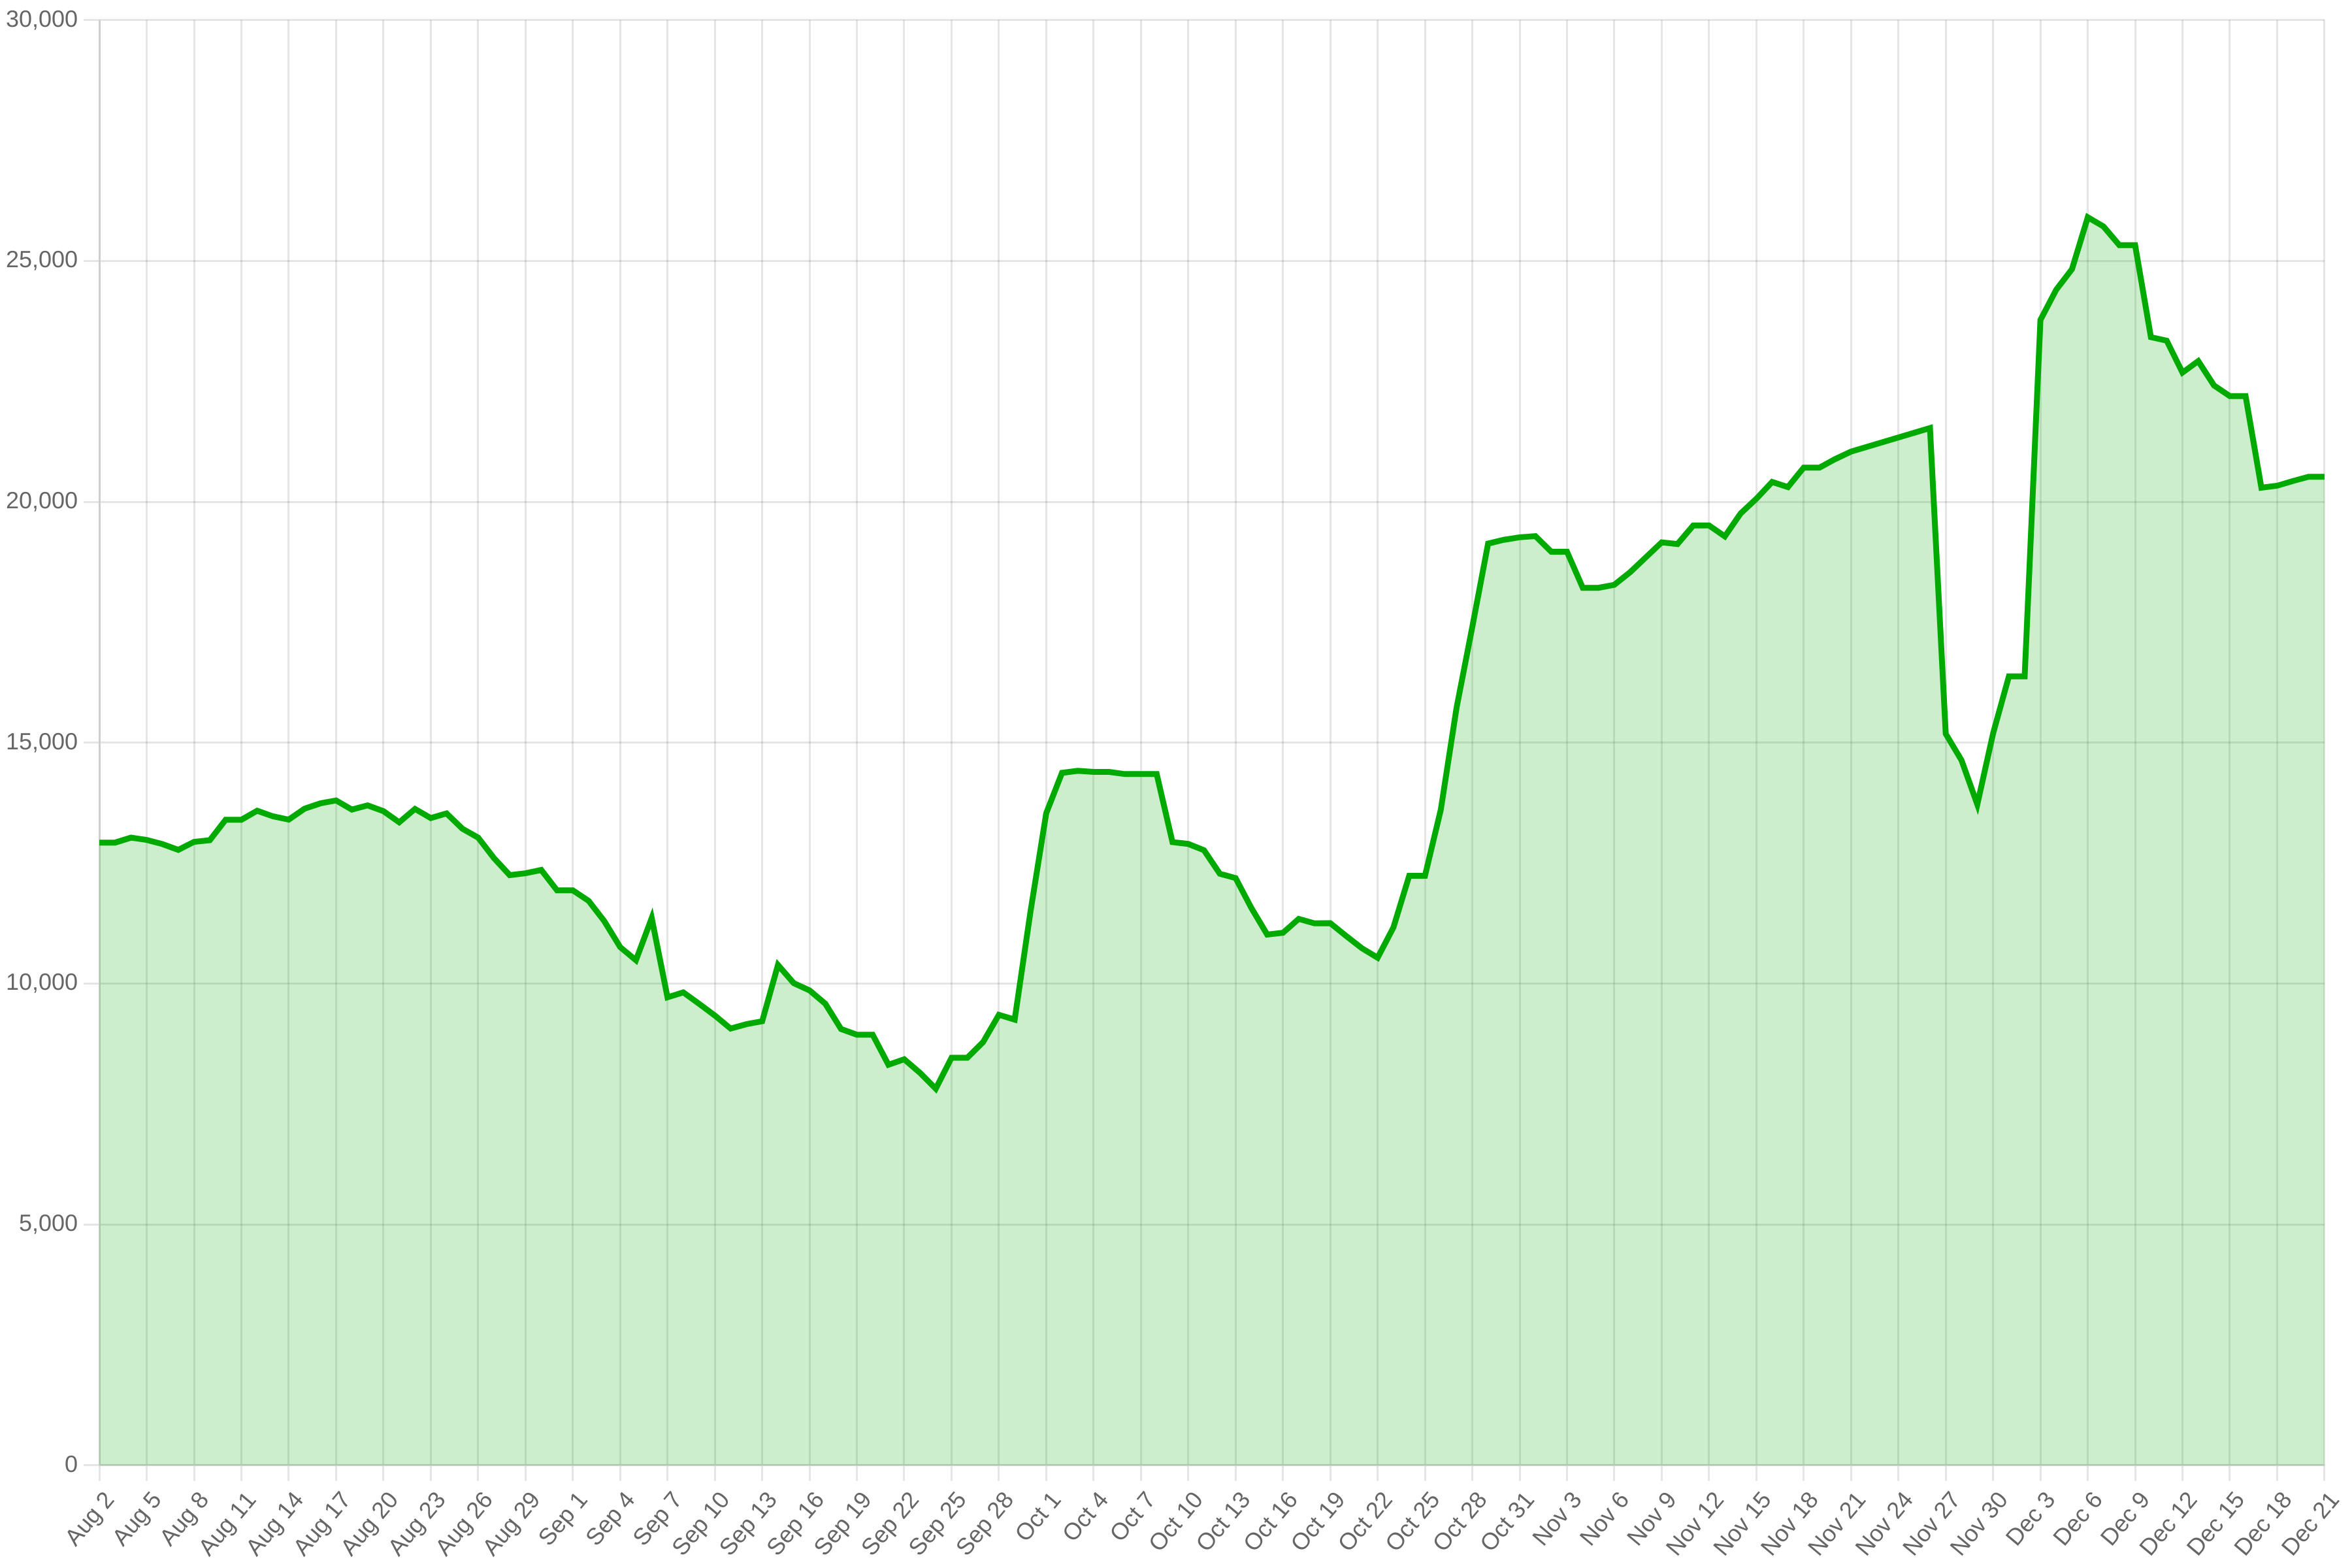 30,000
25,000
20,000
15,000
10,000
5,000
0
Aug 2
Aug 5
Aug 8
Aug 11
Aug 14
Aug 17
Aug 20
Aug 23
Aug 26
Aug 29
Sep 1
Sep 4
Sep 7
Sep 10
Sep 13
Sep 16
Sep 19
Sep 22
Sep 25
Sep 28
Oct 1
Oct 4
Oct 7
Oct 10
Oct 13
Oct 16
Oct 19
Oct 22
Oct 25
Oct 28
Oct 31
Nov 3
Nov 6
Nov 9
Nov 12
Nov 15
Nov 18
Nov 21
Nov 24
Nov 27
Nov 30
Dec 3
Dec 6
Dec 9
Dec 12
Dec 15
Dec 18
Dec 21